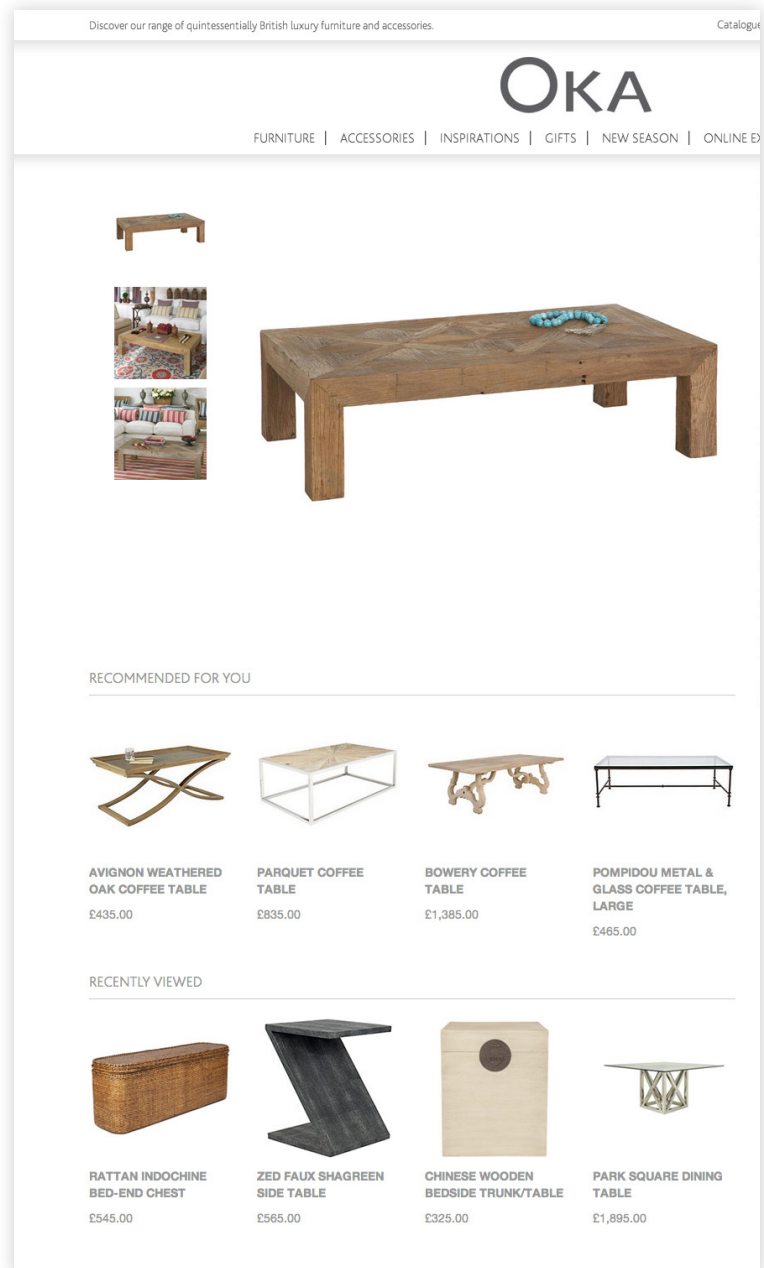 Discover our range of quintessentially British luxury furniture and accessories.
Catalogue
OKA
FURNITURE | ACCESSORIES | INSPIRATIONS | GIFTS | NEW SEASON | ONLINE EX
RECOMMENDED FOR YOU
AVIGNON WEATHERED
OAK COFFEE TABLE
£435.00
PARQUET COFFEE
TABLE
£835.00
BOWERY COFFEE
TABLE
£1,385.00
POMPIDOU METAL &
GLASS COFFEE TABLE,
LARGE
£465.00
RECENTLY VIEWED
RATTAN INDOCHINE
BED-END CHEST
£545.00
ZED FAUX SHAGREEN
SIDE TABLE
£565.00
CHINESE WOODEN
BEDSIDE TRUNK/TABLE
£325.00
PARK SQUARE DINING
TABLE
£1,895.00